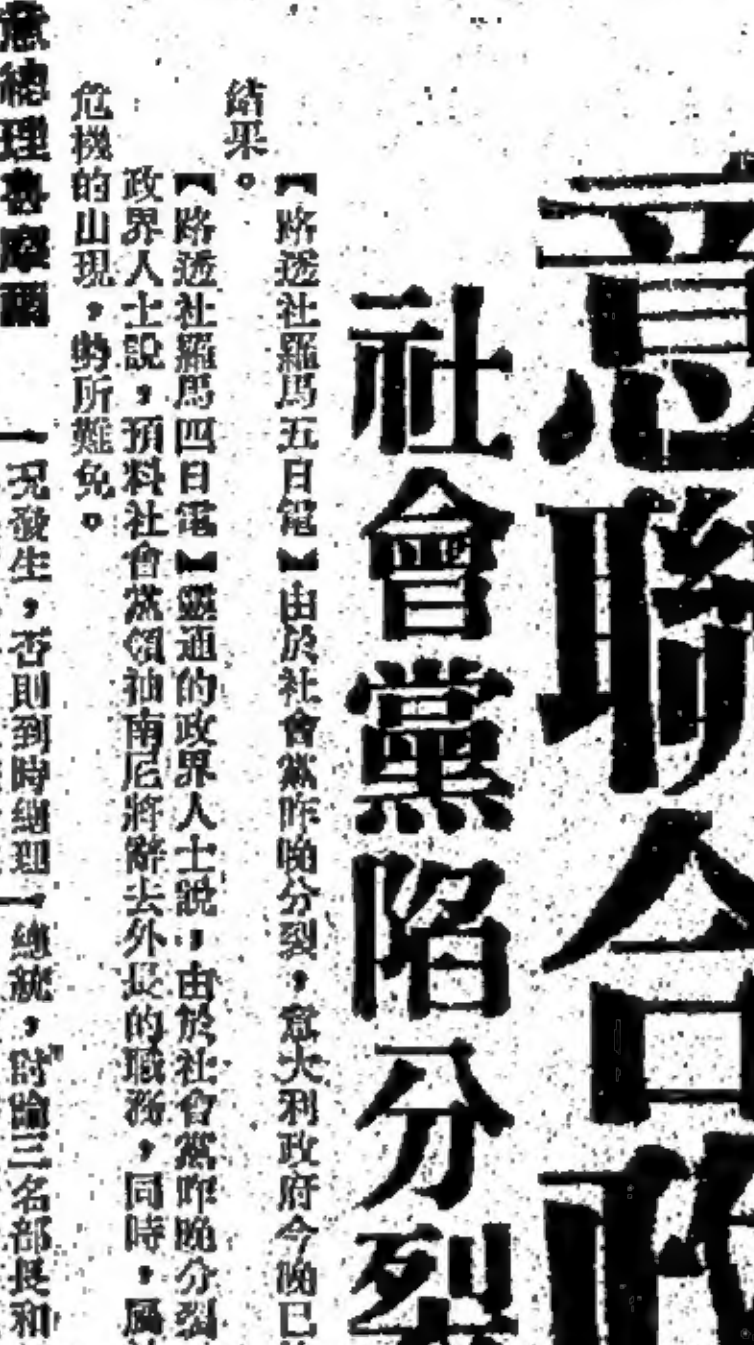 意聯合政
社會黨陷分裂
【路透社羅馬五日電】由於社會黨昨晚分裂，意大利政府今晚已
結果。
【路透社羅馬四日電】靈通的政界人士說，由於社會黨昨晚分裂
政界人士說，預料社會黨領袖南尼將辭去外長的職務，同時，屬
危機的出現，勢所難免。
意總理魯
況發生，否則到時總理
總統，討論三名部長和